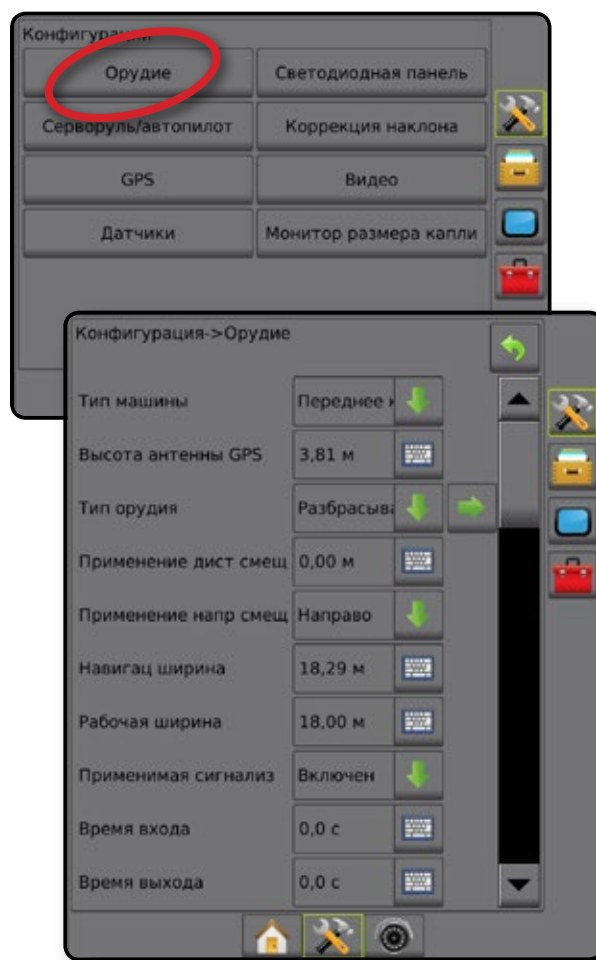 Конфигурация
Орудие
Светодиодная панель
Серворуль/автопилот
Коррекция наклона
GPS
Видео
Датчики
Монитор размера капли
Конфигурация->Орудие
Тип машины
Переднее
Высота антенны GPS
3,81 м
Тип орудия
Разбрасыва
Применение дист смещ
0,00 м
Применение напр смещ
Направо
Навигац ширина
18,29 м
Рабочая ширина
18,00 м
Применимая сигнализ
Включен
Время входа
0,0 с
Время выхода
0,0 с